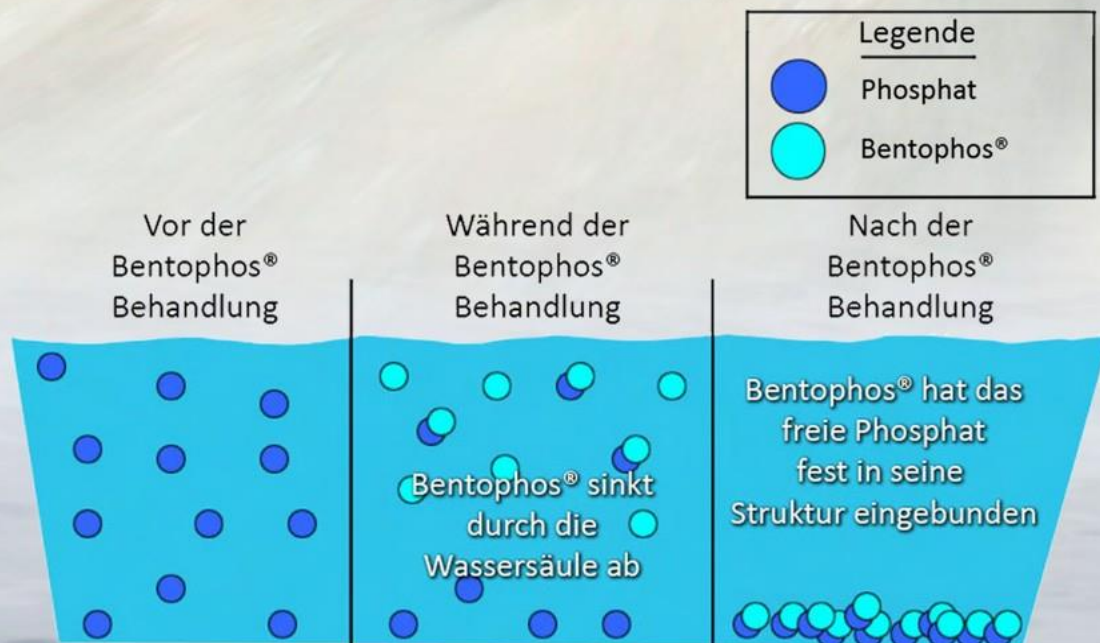 Legende
Phosphat
Bentophos®
Vor der
Bentophos®
Behandlung
Während der
Bentophos®
Behandlung
Nach der
Bentophos®
Behandlung
Bentophos® sinkt
durch die
Wassersäule ab
Bentophos® hat das
freie Phosphat
fest in seine
Struktur eingebunden